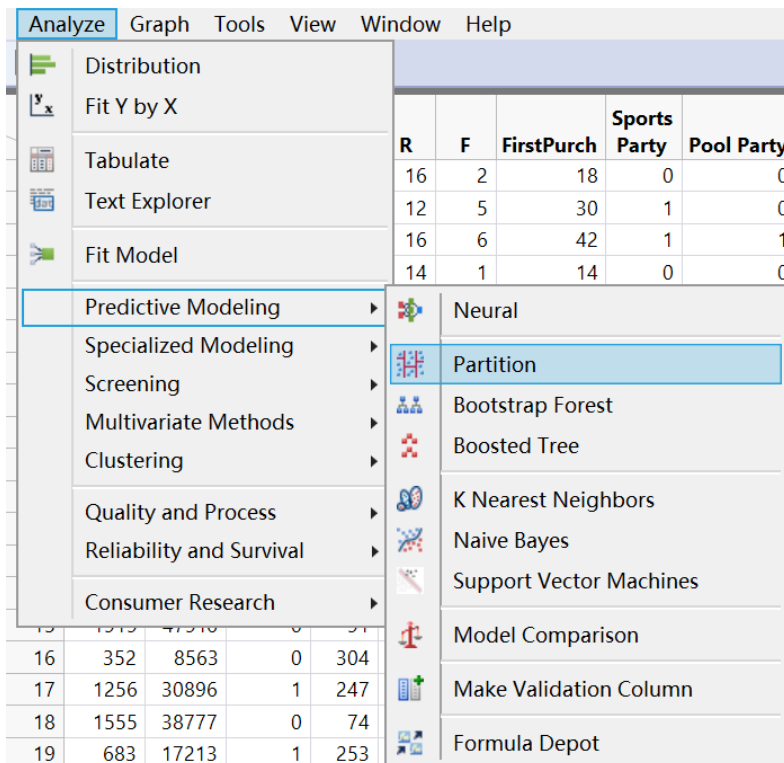 Analyze Graph Tools View Window Help
Distribution
Fit Y by X
Tabulate
Text Explorer
Fit Model
Predictive Modeling
Specialized Modeling
Screening
Multivariate Methods
Clustering
Quality and Process
Reliability and Survival
Consumer Research
Neural
Partition
Bootstrap Forest
Boosted Tree
K Nearest Neighbors
Naive Bayes
Support Vector Machines
Model Comparison
Make Validation Column
Formula Depot
R F FirstPurch Sports Party Pool Party
16 2 18 0
12 5 30 1
16 6 42 1
14 1 14 0
16 352 8563 0 304
17 1256 30896 1 247
18 1555 38777 0 74
19 683 17213 1 253